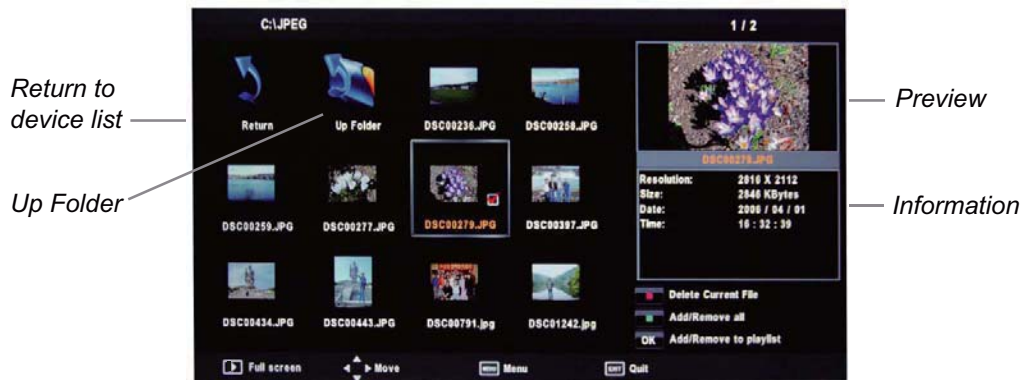 C:\JPEG
1 / 2
Return to
device list
Return
Up Folder
DSC00236.JPG
DSC00258.JPG
Preview
DSC00279.JPG
Up Folder
DSC00259.JPG
DSC00277.JPG
DSC00279.JPG
DSC00397.JPG
Resolution: 2816 X 2112
Size: 2846 KBytes
Date: 2006 / 04 / 01
Time: 16 : 32 : 39
Information
DSC00434.JPG
DSC00443.JPG
DSC00791.jpg
DSC01242.jpg
Delete Current File
Add/Remove all
OK Add/Remove to playlist
Full screen
Move
MENU Menu
EXIT Quit